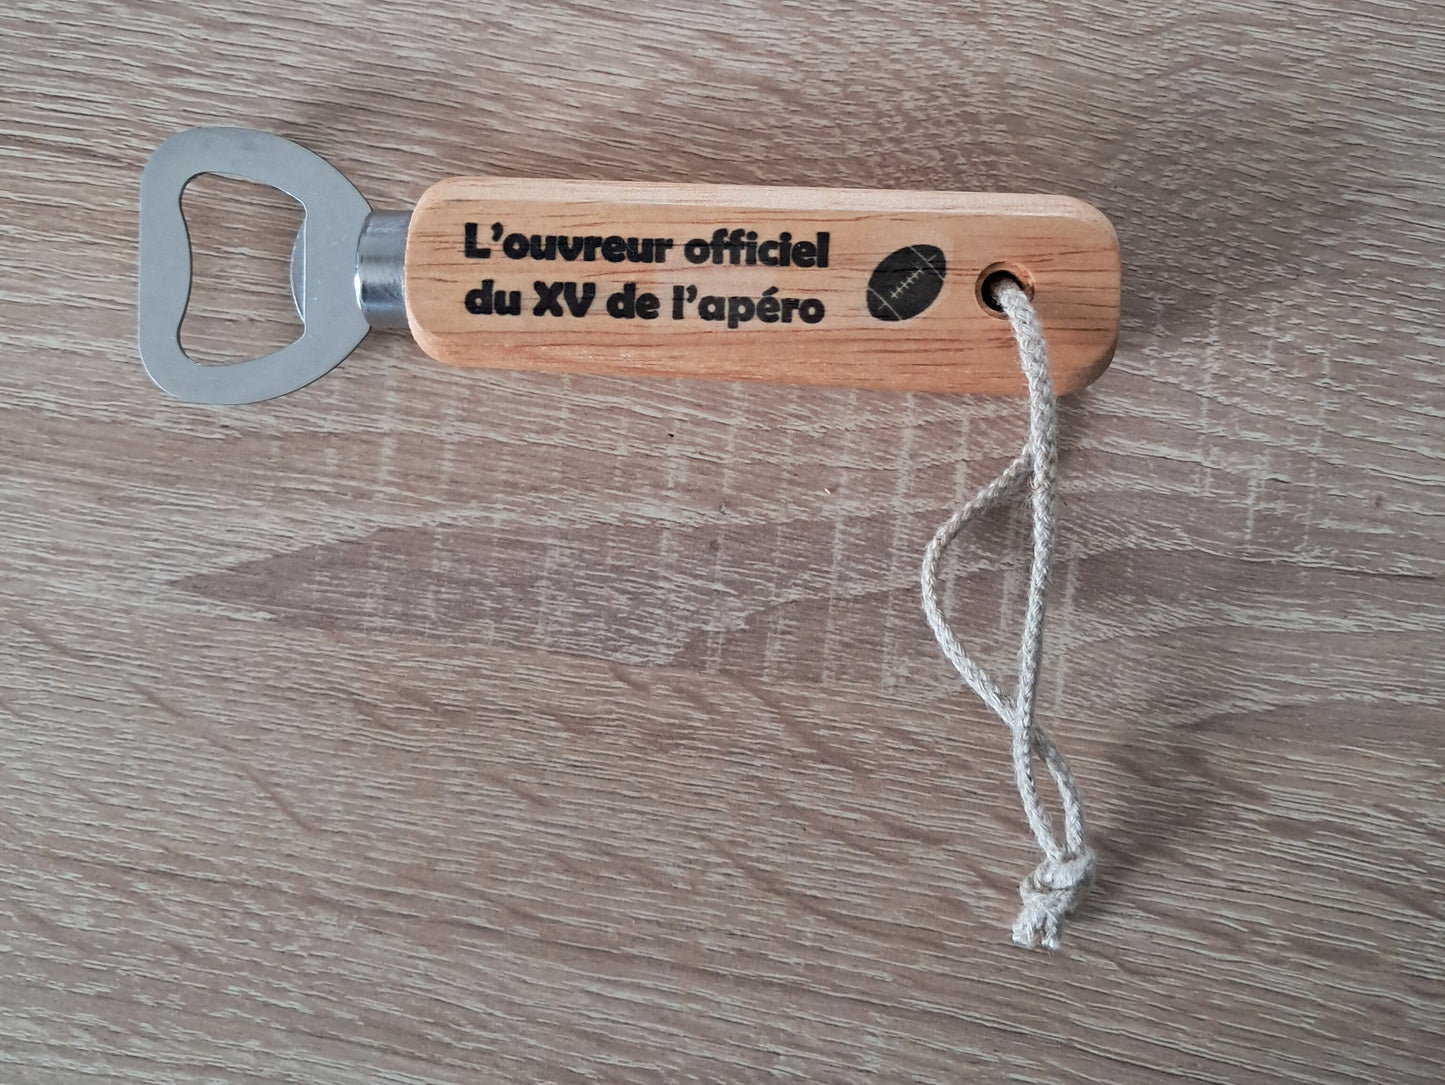 L'ouvreur officiel
du XV de l'apéro